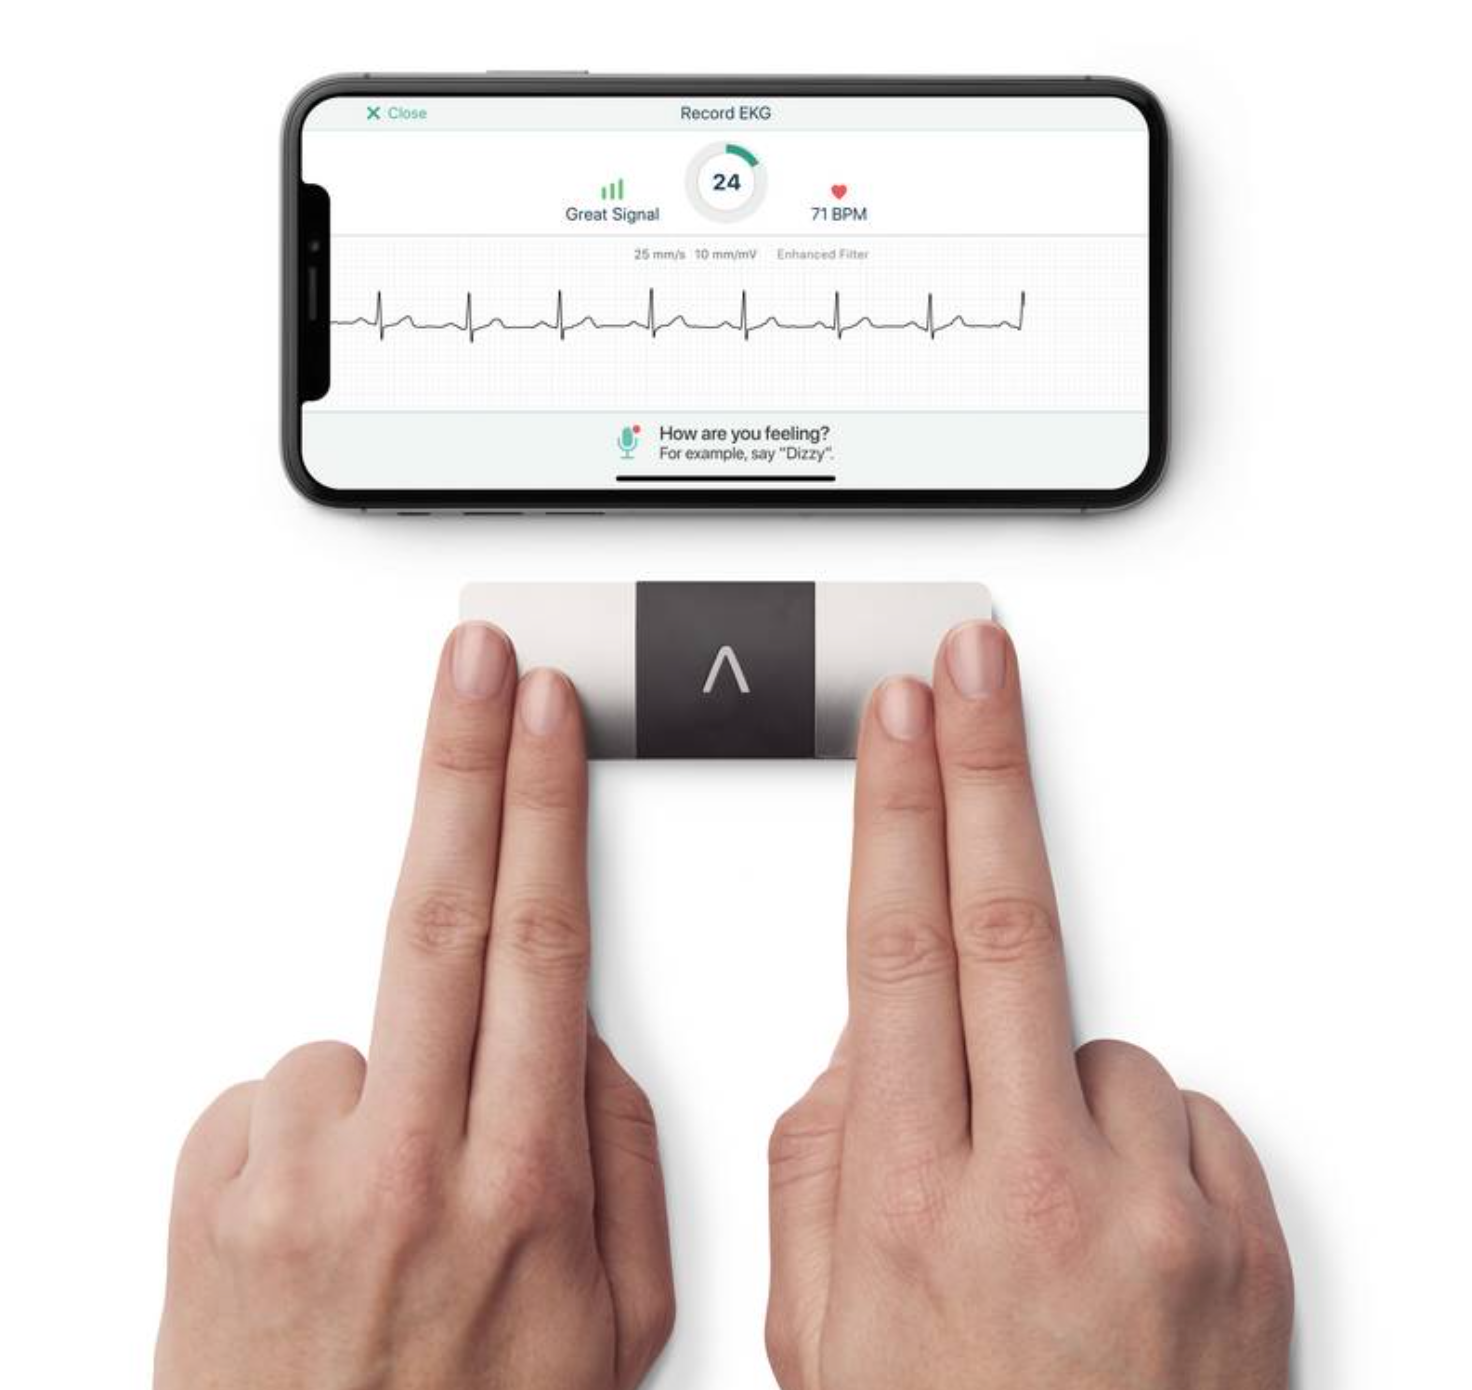 Close
Record EKG
24
Great Signal
71 BPM
25 mm/s 10 mm/mV Enhanced Filter
How are you feeling?
For example, say "Dizzy".